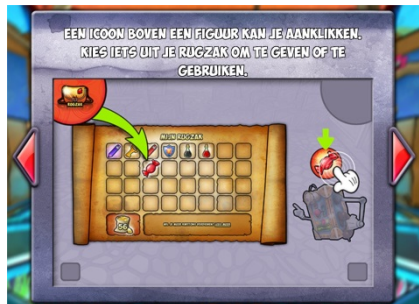 EEN ICOON BOVEN EEN FIGUUR KAN JE AANKLIKKEN.
KIES IETS UIT JE RUGZAK OM TE GEVEN OF TE
GEBRUIKEN.
MIJN RUGZAK